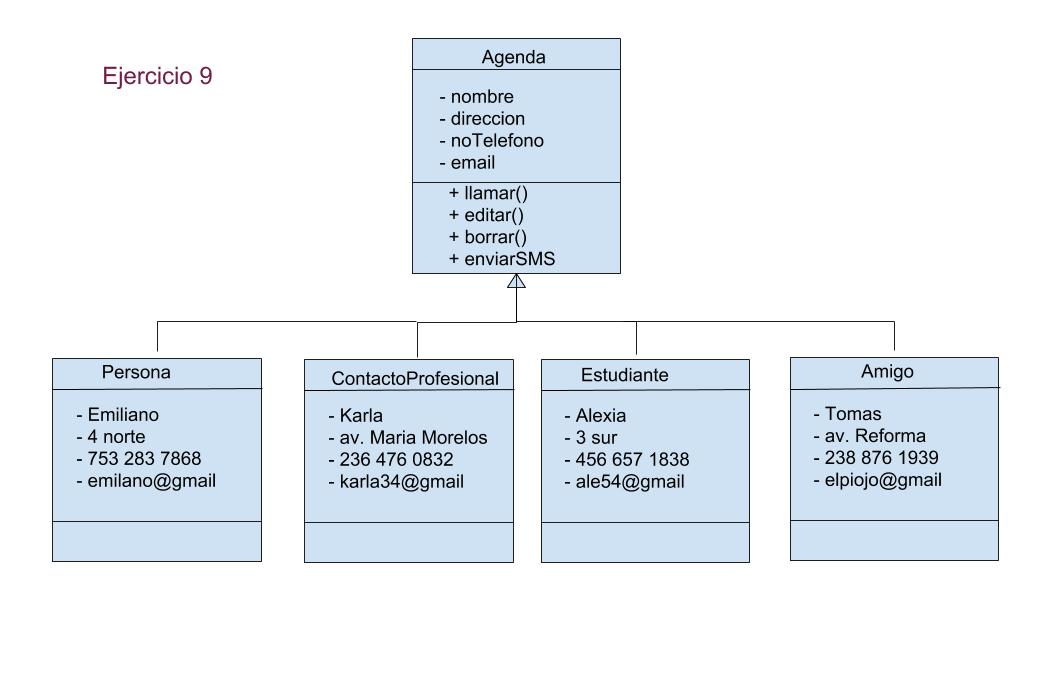 Ejercicio 9
Agenda
- nombre
- direccion
- noTelefono
- email
+ llamar()
+ editar()
+ borrar()
+ enviarSMS
Persona
- Emiliano
- 4 norte
- 753 283 7868
- emilano@gmail
ContactoProfesional
- Karla
- av. Maria Morelos
- 236 476 0832
- karla34@gmail
Estudiante
- Alexia
- 3 sur
- 456 657 1838
- ale54@gmail
Amigo
- Tomas
- av. Reforma
- 238 876 1939
- elpiojo@gmail